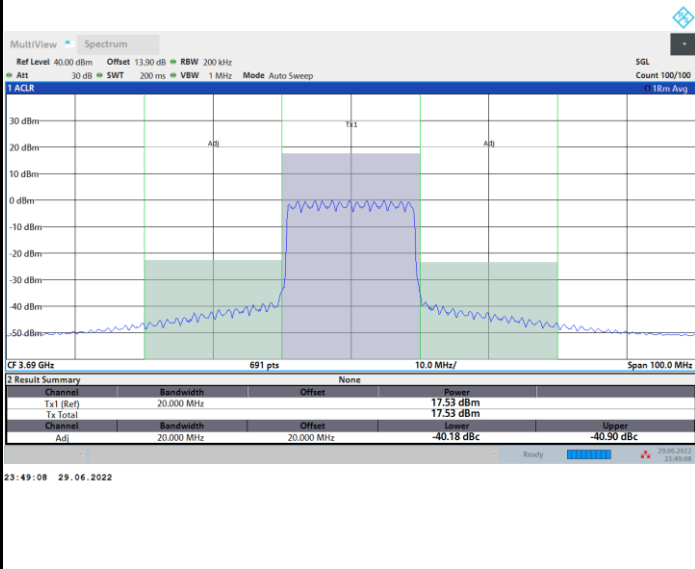 MultiView Spectrum
Ref Level 40.00 dBm Offset 13.90 dB RBW 200 kHz SGL
Att 30 dB SWT 200 ms VBW 1 MHz Mode Auto Sweep Count 100/100
1 ACLR 1Rm Avg
30 dBm
Tx1
20 dBm
Adj Adj
10 dBm
0 dBm
-10 dBm
-20 dBm
-30 dBm
-40 dBm
-50 dBm
CF 3.69 GHz 691 pts 10.0 MHz/ Span 100.0 MHz
2 Result Summary None
Channel Bandwidth Offset Power
Tx1 (Ref) 20.000 MHz 17.53 dBm
Tx Total 17.53 dBm
Channel Bandwidth Offset Lower Upper
Adj 20.000 MHz 20.000 MHz -40.18 dBc -40.90 dBc
Ready 29.06.2022
23:49:08
23:49:08 29.06.2022